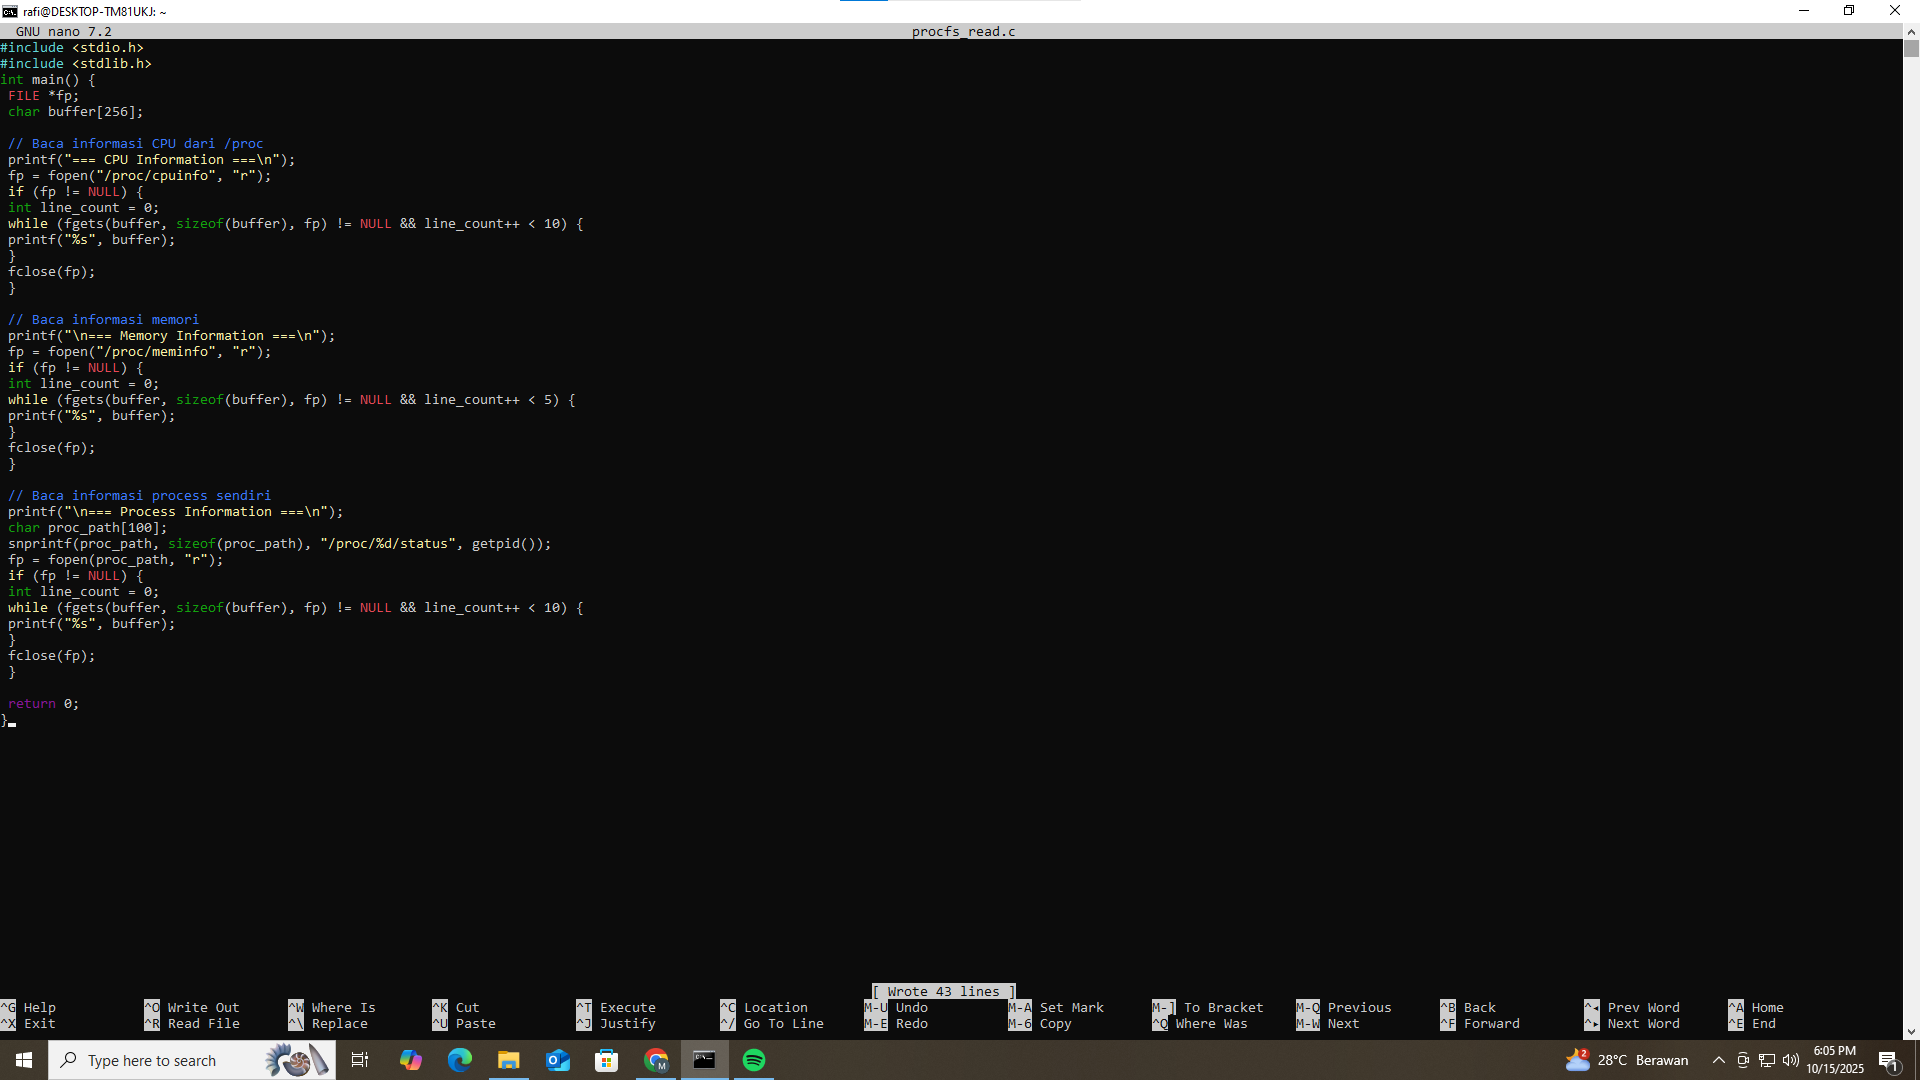 rafi@DESKTOP-TM81UKJ: ~
GNU nano 7.2 procfs_read.c
#include <stdio.h>
#include <stdlib.h>
int main() {
 FILE *fp;
 char buffer[256];

 // Baca informasi CPU dari /proc
 printf("=== CPU Information ===\n");
 fp = fopen("/proc/cpuinfo", "r");
 if (fp != NULL) {
 int line_count = 0;
 while (fgets(buffer, sizeof(buffer), fp) != NULL && line_count++ < 10) {
 printf("%s", buffer);
 }
 fclose(fp);
 }

 // Baca informasi memori
 printf("\n=== Memory Information ===\n");
 fp = fopen("/proc/meminfo", "r");
 if (fp != NULL) {
 int line_count = 0;
 while (fgets(buffer, sizeof(buffer), fp) != NULL && line_count++ < 5) {
 printf("%s", buffer);
 }
 fclose(fp);
 }

 // Baca informasi process sendiri
 printf("\n=== Process Information ===\n");
 char proc_path[100];
 snprintf(proc_path, sizeof(proc_path), "/proc/%d/status", getpid());
 fp = fopen(proc_path, "r");
 if (fp != NULL) {
 int line_count = 0;
 while (fgets(buffer, sizeof(buffer), fp) != NULL && line_count++ < 10) {
 printf("%s", buffer);
 }
 fclose(fp);
 }

 return 0;
}
[ Wrote 43 lines ]
^G Help ^O Write Out ^W Where Is ^K Cut ^T Execute ^C Location M-U Undo M-A Set Mark M-] To Bracket M-Q Previous ^B Back ^◂ Prev Word ^A Home
^X Exit ^R Read File ^\ Replace ^U Paste ^J Justify ^/ Go To Line M-E Redo M-6 Copy ^Q Where Was M-W Next ^F Forward ^▸ Next Word ^E End
Type here to search
2
28°C Berawan
6:05 PM
10/15/2025
1